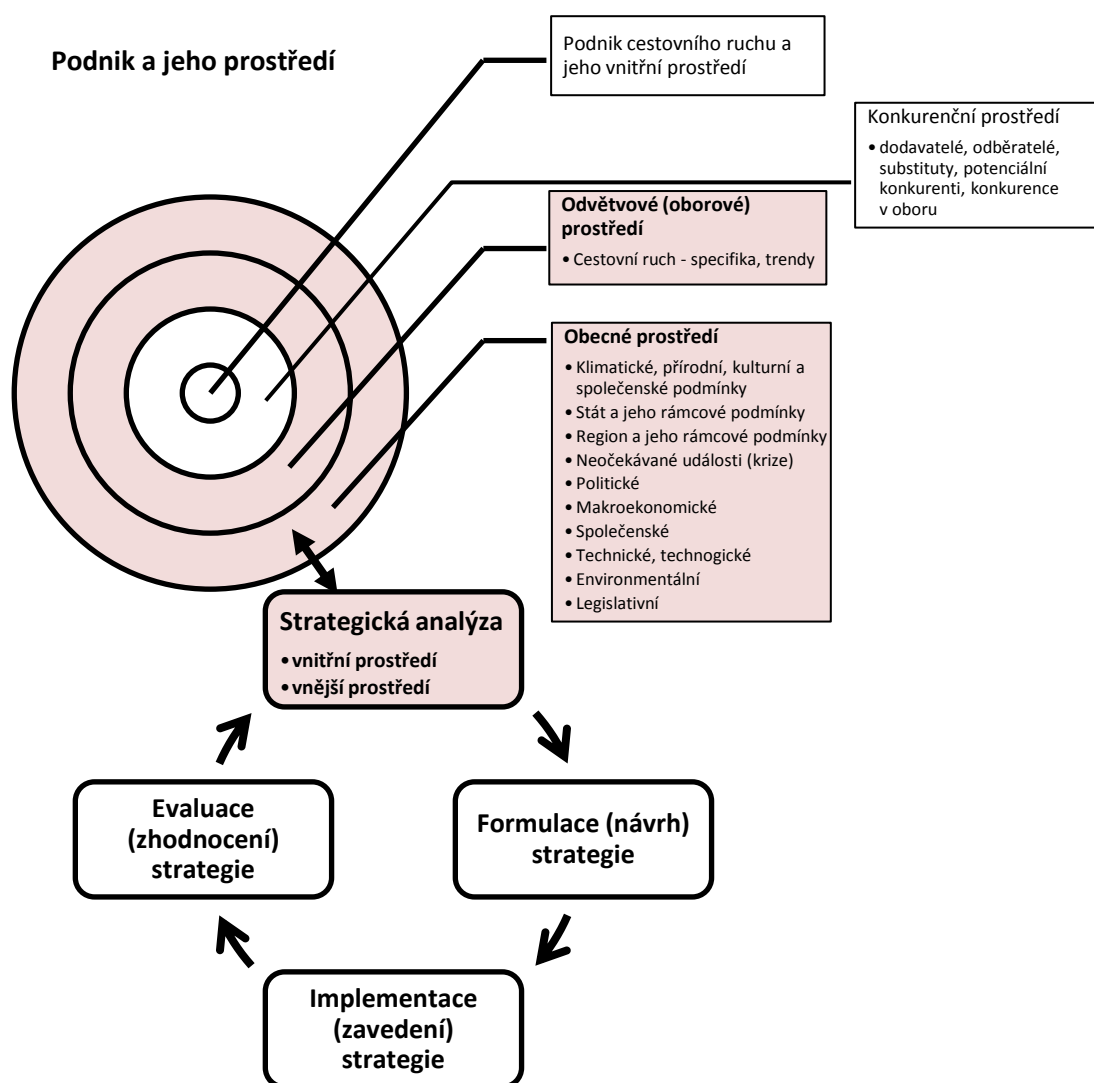 Podnik a jeho prostředí
Podnik cestovního ruchu a
jeho vnitřní prostředí
Konkurenční prostředí
• dodavatelé, odběratelé,
substituty, potenciální
konkurenti, konkurence
v oboru
Odvětvové (oborové)
prostředí
• Cestovní ruch - specifika, trendy
Obecné prostředí
• Klimatické, přírodní, kulturní a
společenské podmínky
• Stát a jeho rámcové podmínky
• Region a jeho rámcové podmínky
• Neočekávané události (krize)
• Politické
• Makroekonomické
• Společenské
• Technické, technogické
• Environmentální
• Legislativní
Strategická analýza
• vnitřní prostředí
• vnější prostředí
Evaluace
(zhodnocení)
strategie
Formulace (návrh)
strategie
Implementace
(zavedení)
strategie